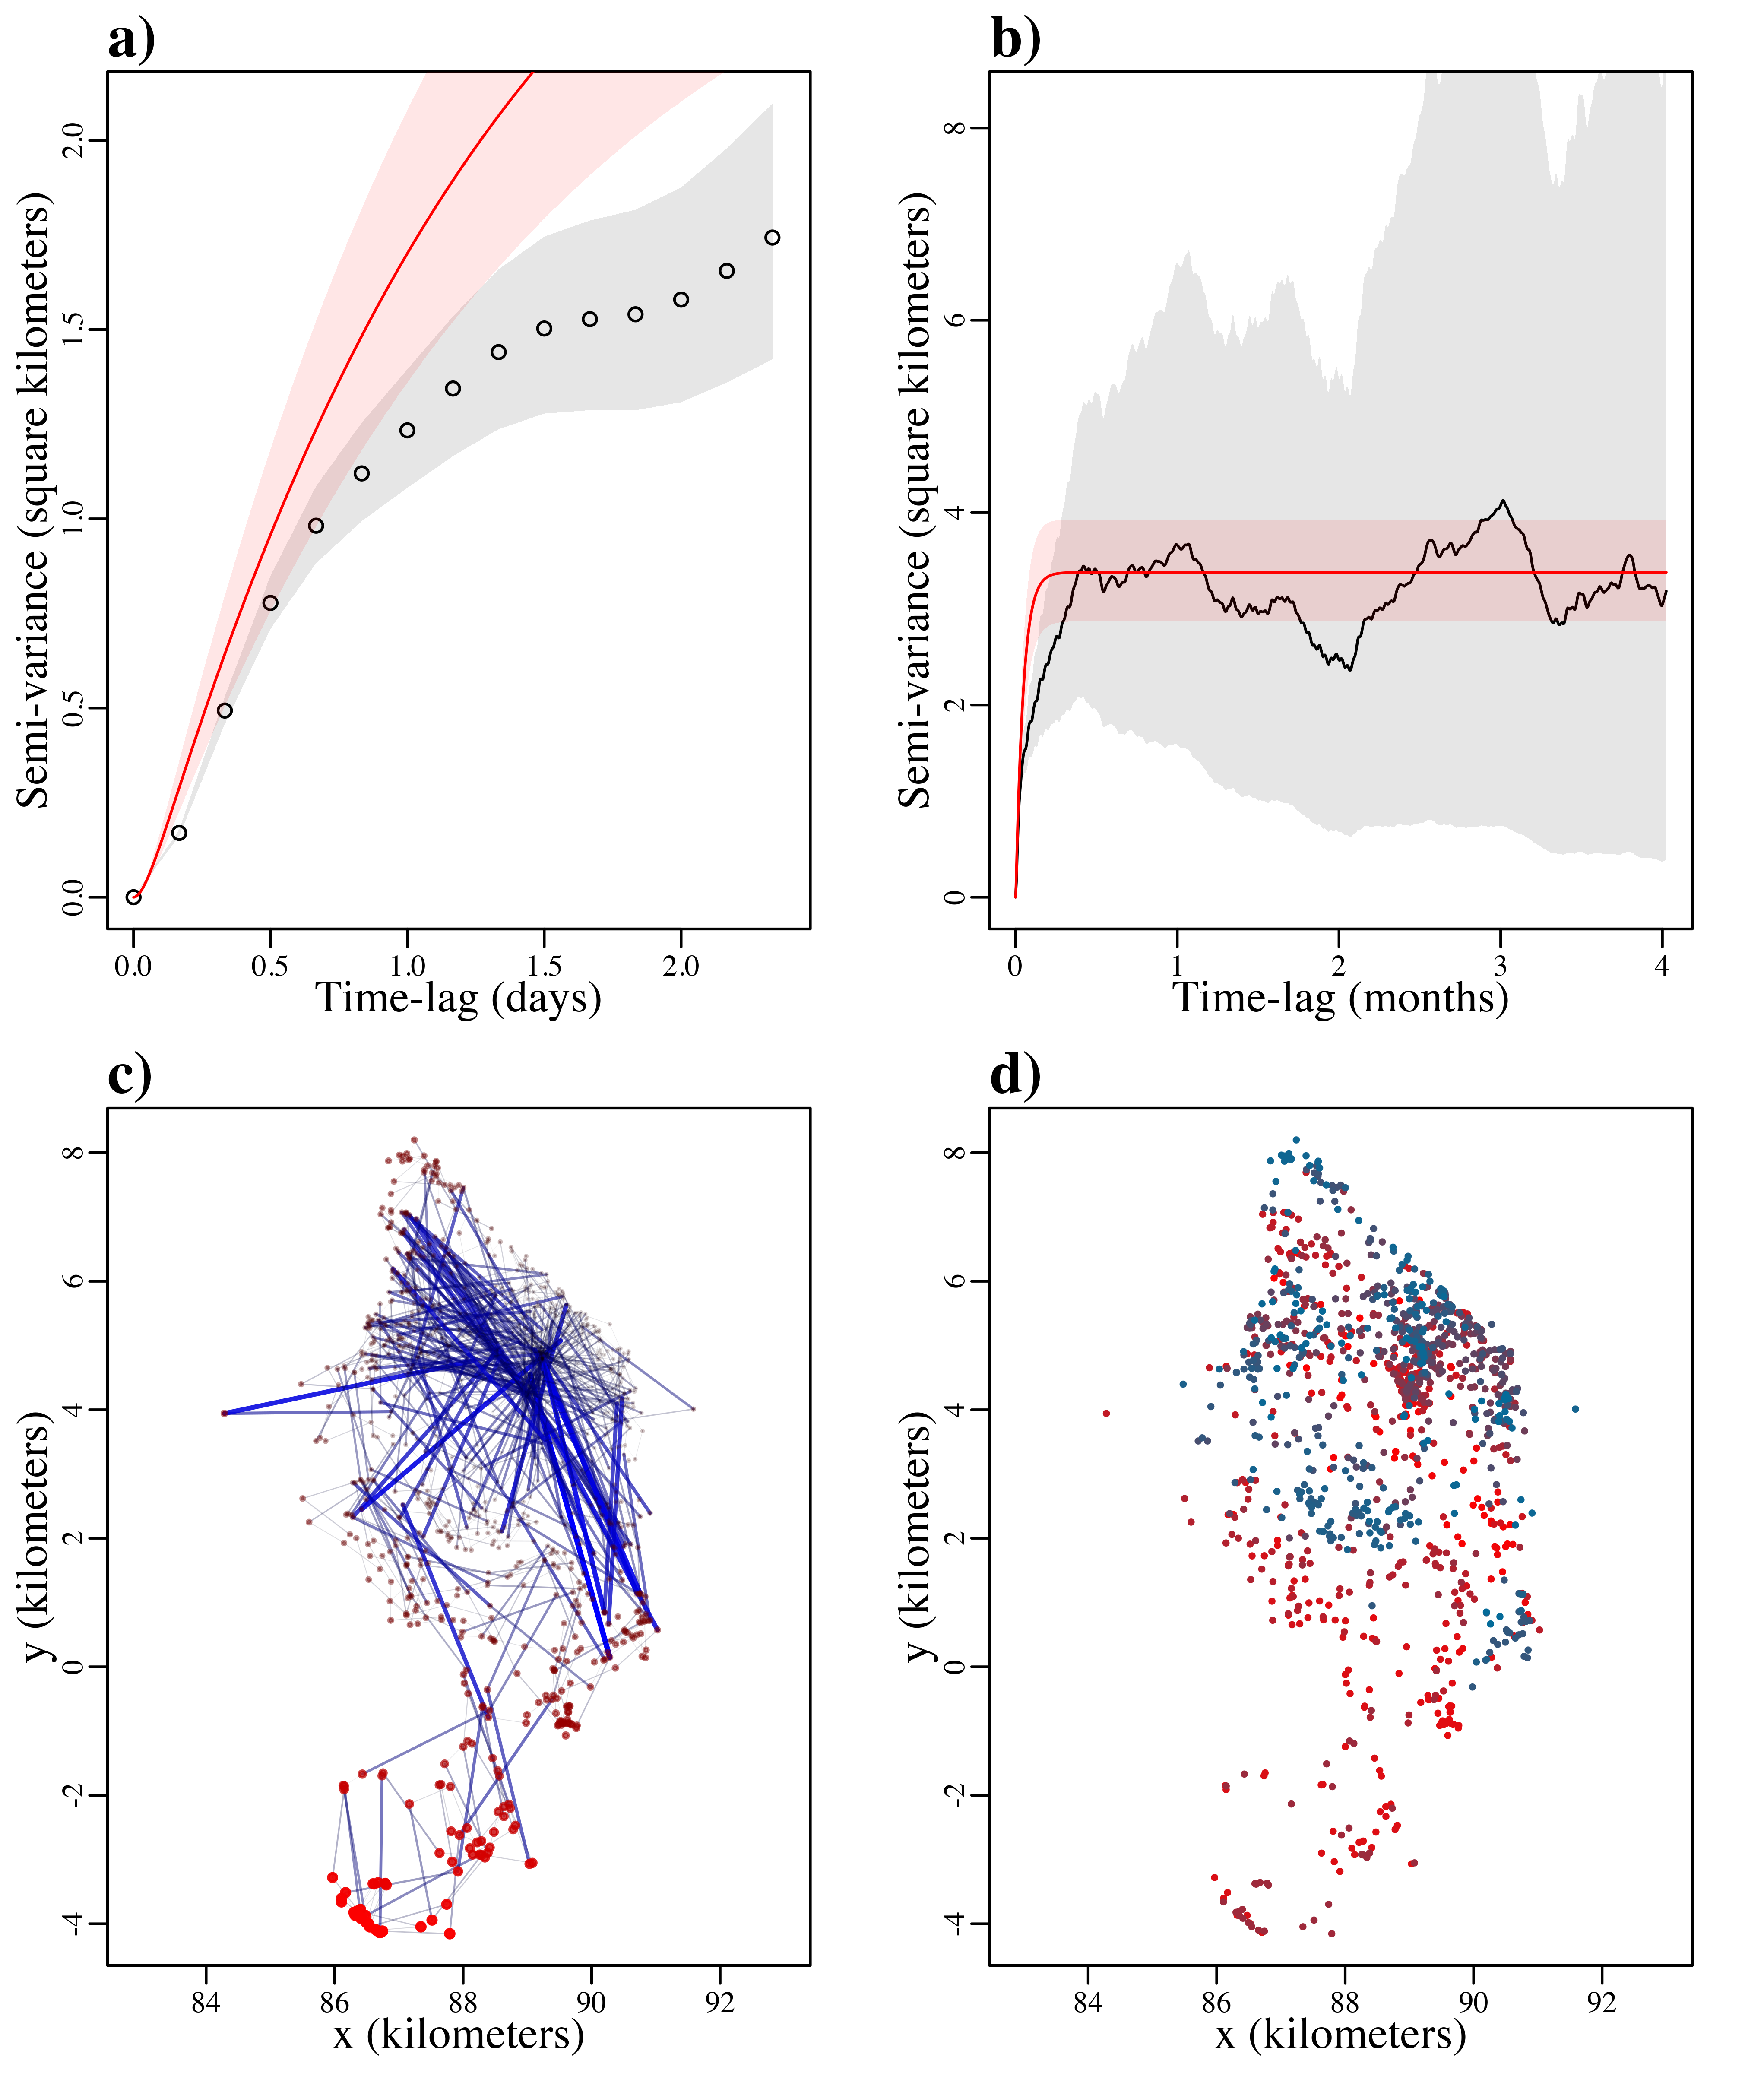 a)
Semi-variance (square kilometers)
0.0 0.5 1.0 1.5 2.0
0.0 0.5 1.0 1.5 2.0
Time-lag (days)
b)
Semi-variance (square kilometers)
0 2 4 6 8
0 1 2 3 4
Time-lag (months)
c)
y (kilometers)
-4 -2 0 2 4 6 8
84 86 88 90 92
x (kilometers)
d)
y (kilometers)
-4 -2 0 2 4 6 8
84 86 88 90 92
x (kilometers)